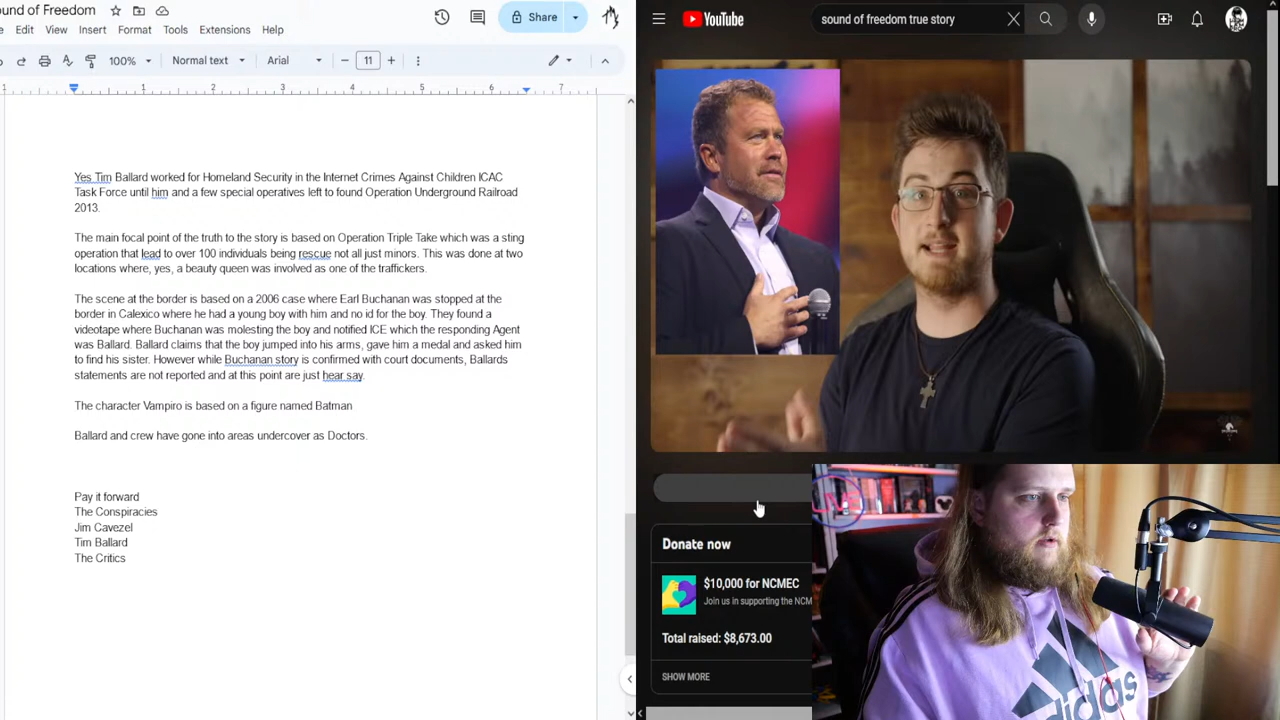 ound of Freedom
Share
Edit View Insert Format Tools Extensions Help
100% Normal text Arial 11
1 1 2 3 4 5 6 7
Yes Tim Ballard worked for Homeland Security in the Internet Crimes Against Children ICAC
Task Force until him and a few special operatives left to found Operation Underground Railroad
2013.
The main focal point of the truth to the story is based on Operation Triple Take which was a sting
operation that lead to over 100 individuals being rescue not all just minors. This was done at two
locations where, yes, a beauty queen was involved as one of the traffickers.
The scene at the border is based on a 2006 case where Earl Buchanan was stopped at the
border in Calexico where he had a young boy with him and no id for the boy. They found a
videotape where Buchanan was molesting the boy and notified ICE which the responding Agent
was Ballard. Ballard claims that the boy jumped into his arms, gave him a medal and asked him
to find his sister. However while Buchanan story is confirmed with court documents, Ballards
statements are not reported and at this point are just hear say.
The character Vampiro is based on a figure named Batman
Ballard and crew have gone into areas undercover as Doctors.
Pay it forward
The Conspiracies
Jim Cavezel
Tim Ballard
The Critics
YouTube
sound of freedom true story
Donate now
$10,000 for NCMEC
Join us in supporting the NCM
Total raised: $8,673.00
SHOW MORE
adidas